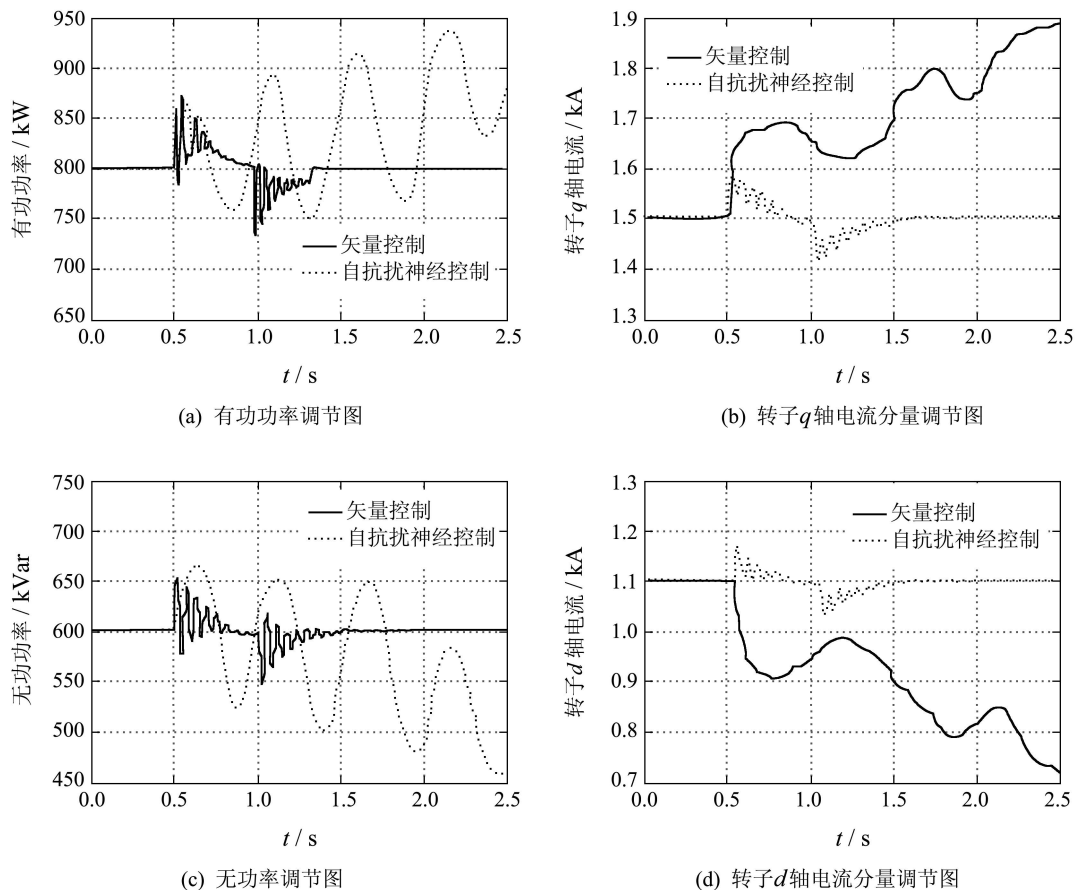 950
900
850
800
750
700
650
有功功率 / kW
矢量控制
自抗扰神经控制
0.0 0.5 1.0 1.5 2.0 2.5
t / s
(a) 有功功率调节图
1.9
1.8
1.7
1.6
1.5
1.4
1.3
转子q轴电流 / kA
矢量控制
自抗扰神经控制
0.0 0.5 1.0 1.5 2.0 2.5
t / s
(b) 转子q轴电流分量调节图
750
700
650
600
550
500
450
无功功率 / kVar
矢量控制
自抗扰神经控制
0.0 0.5 1.0 1.5 2.0 2.5
t / s
(c) 无功率调节图
1.3
1.2
1.1
1.0
0.9
0.8
0.7
转子d轴电流 / kA
矢量控制
自抗扰神经控制
0.0 0.5 1.0 1.5 2.0 2.5
t / s
(d) 转子d轴电流分量调节图